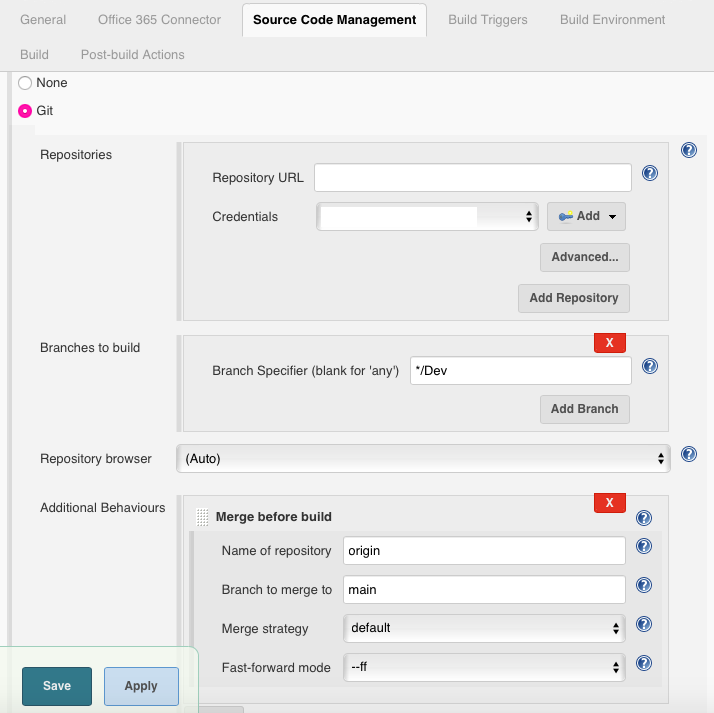 General Office 365 Connector Source Code Management Build Triggers Build Environment
Build Post-build Actions
None
Git
Repositories
Repository URL
Credentials
Add
Advanced...
Add Repository
Branches to build
X
Branch Specifier (blank for 'any') */Dev
Add Branch
Repository browser (Auto)
Additional Behaviours
X
Merge before build
Name of repository origin
Branch to merge to main
Merge strategy default
Fast-forward mode --ff
Save Apply